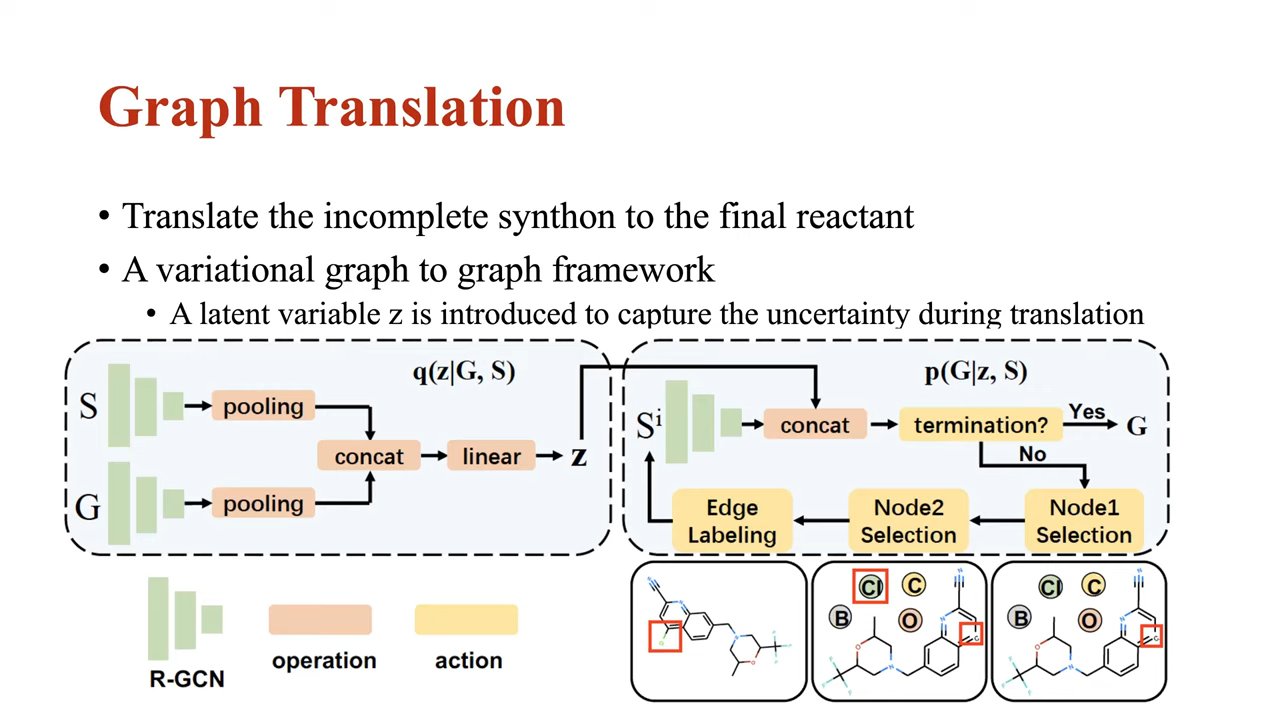 Graph Translation
• Translate the incomplete synthon to the final reactant
• A variational graph to graph framework
• A latent variable z is introduced to capture the uncertainty during translation
q(z|G, S)
S
pooling
concat
linear
z
G
pooling
p(G|z, S)
Sⁱ
concat
termination?
Yes
G
No
Edge Labeling
Node2 Selection
Node1 Selection
R-GCN
operation
action
N
O
F
F
F
Cl
C
B
O
N
N
O
N
F
F
F
Cl
C
B
O
N
N
O
N
F
F
F